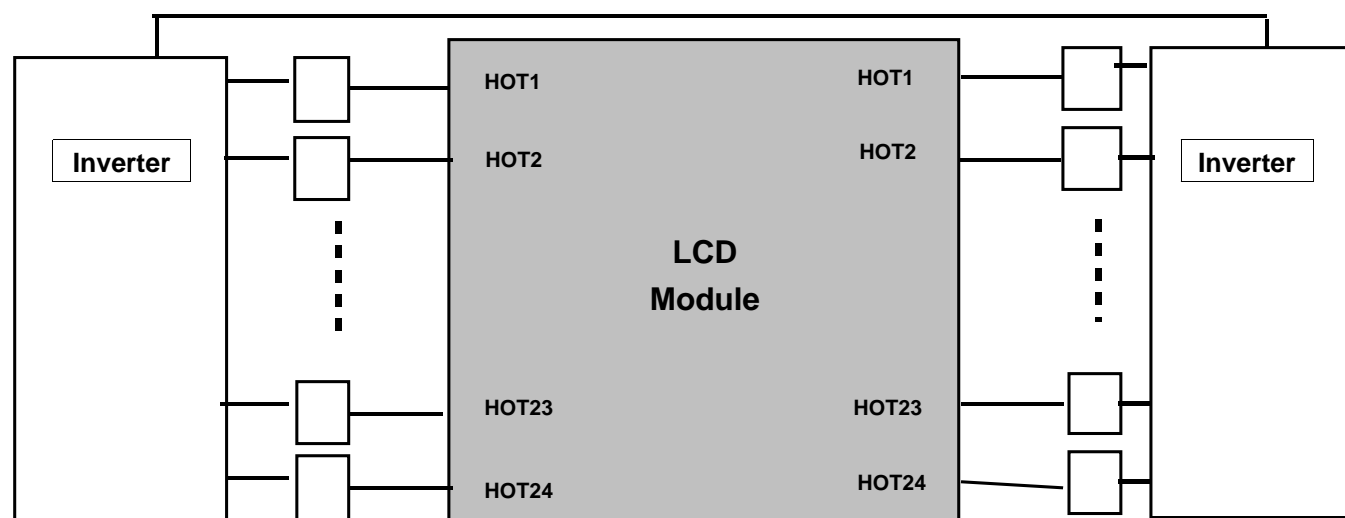 HOT1
HOT1
HOT2
HOT2
Inverter
Inverter
LCD
Module
HOT23
HOT23
HOT24
HOT24